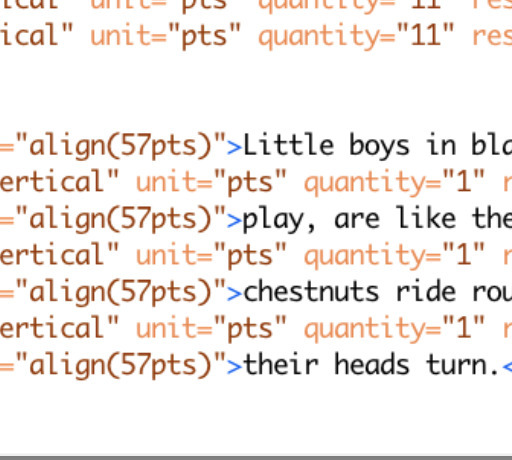 ical" unit="pts" quantity="11" res
ical" unit="pts" quantity="11" res
="align(57pts)">Little boys in bla
ertical" unit="pts" quantity="1" r
="align(57pts)">play, are like the
ertical" unit="pts" quantity="1" r
="align(57pts)">chestnuts ride rou
ertical" unit="pts" quantity="1" r
="align(57pts)">their heads turn.<